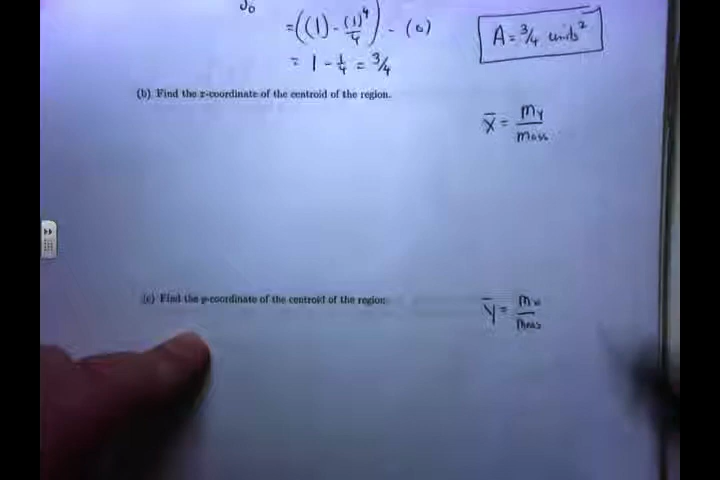 ∫₀
= ((1) - (1)⁴/4) - (0)
A = 3/4 units²
= 1 - 1/4 = 3/4
(b) Find the x-coordinate of the centroid of the region.
x̄ = My/mass
(c) Find the y-coordinate of the centroid of the region
ȳ = Mx/mass